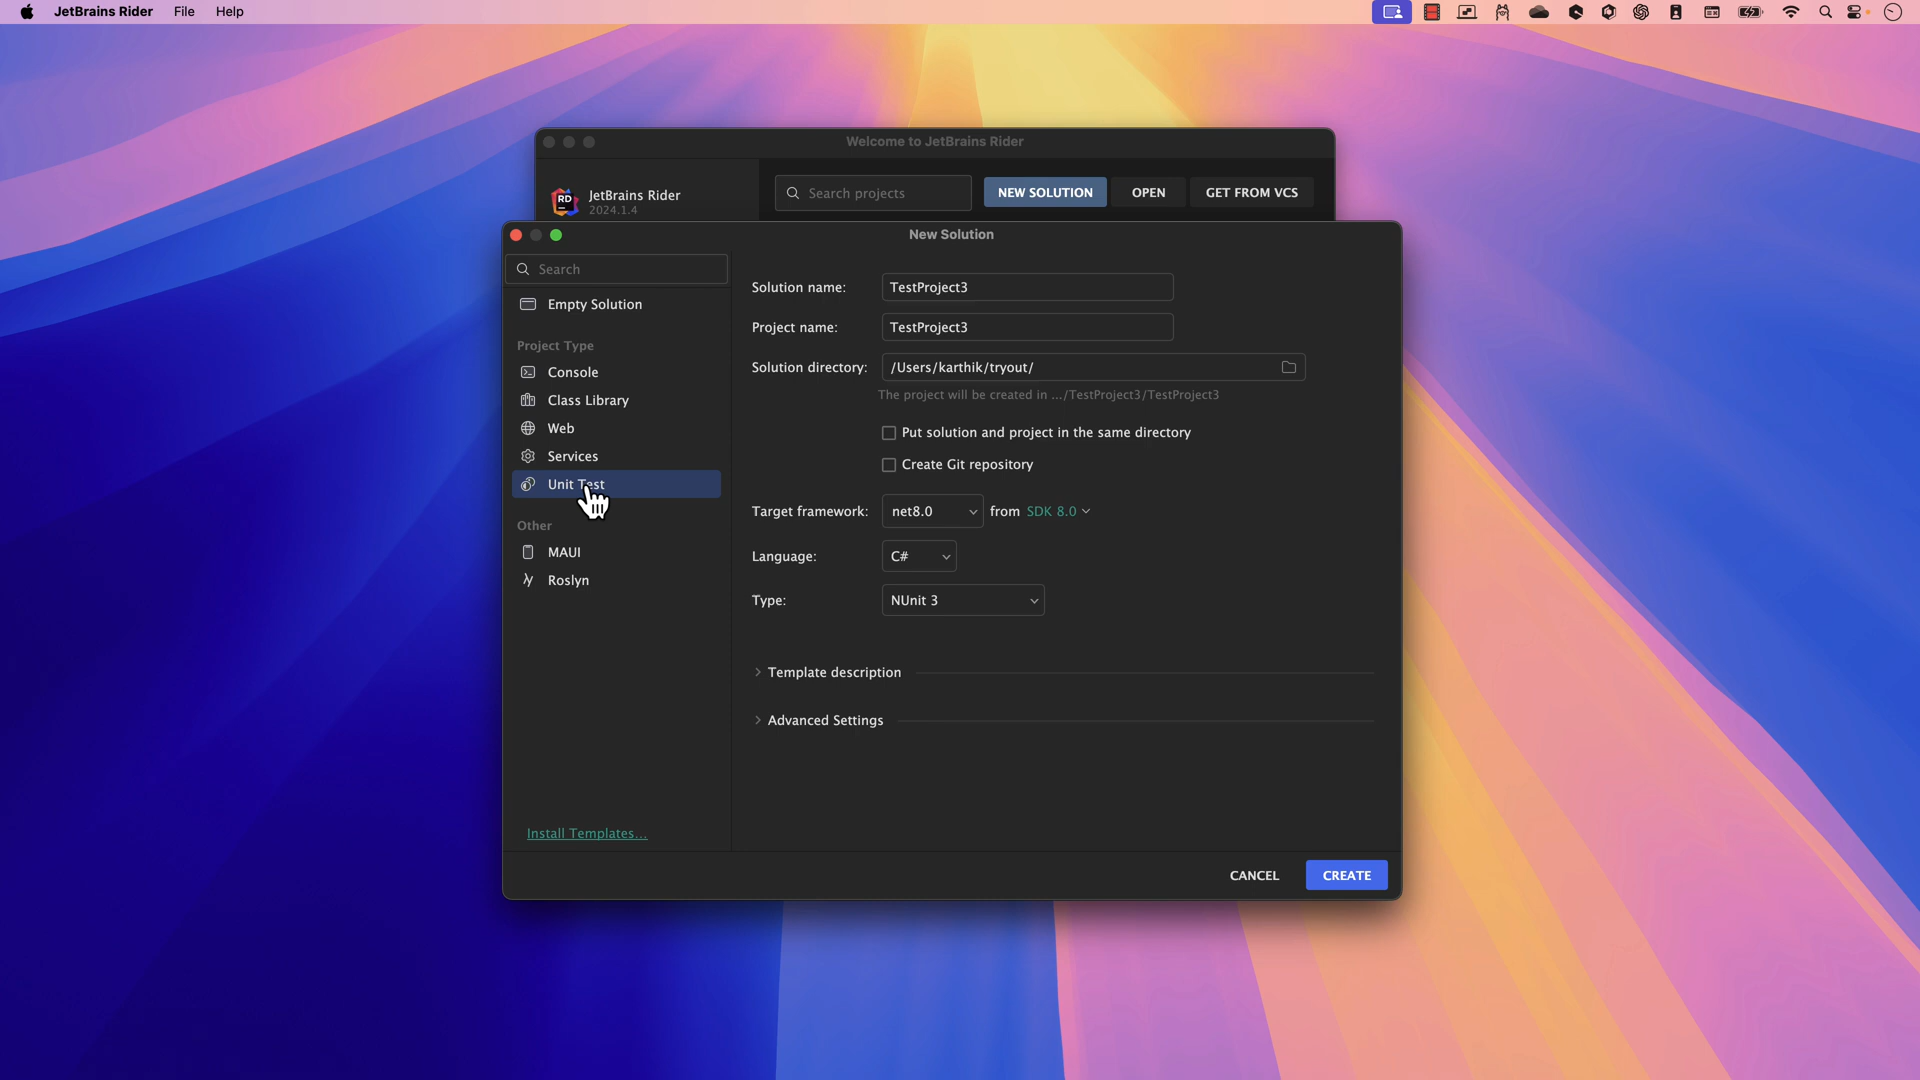 JetBrains Rider File Help
Welcome to JetBrains Rider
RD JetBrains Rider
2024.1.4
Search projects
NEW SOLUTION
OPEN
GET FROM VCS
New Solution
Search
Empty Solution
Project Type
Console
Class Library
Web
Services
Unit Test
Other
MAUI
Roslyn
Install Templates...
Solution name: TestProject3
Project name: TestProject3
Solution directory: /Users/karthik/tryout/
The project will be created in .../TestProject3/TestProject3
Put solution and project in the same directory
Create Git repository
Target framework: net8.0 from SDK 8.0
Language: C#
Type: NUnit 3
Template description
Advanced Settings
CANCEL
CREATE